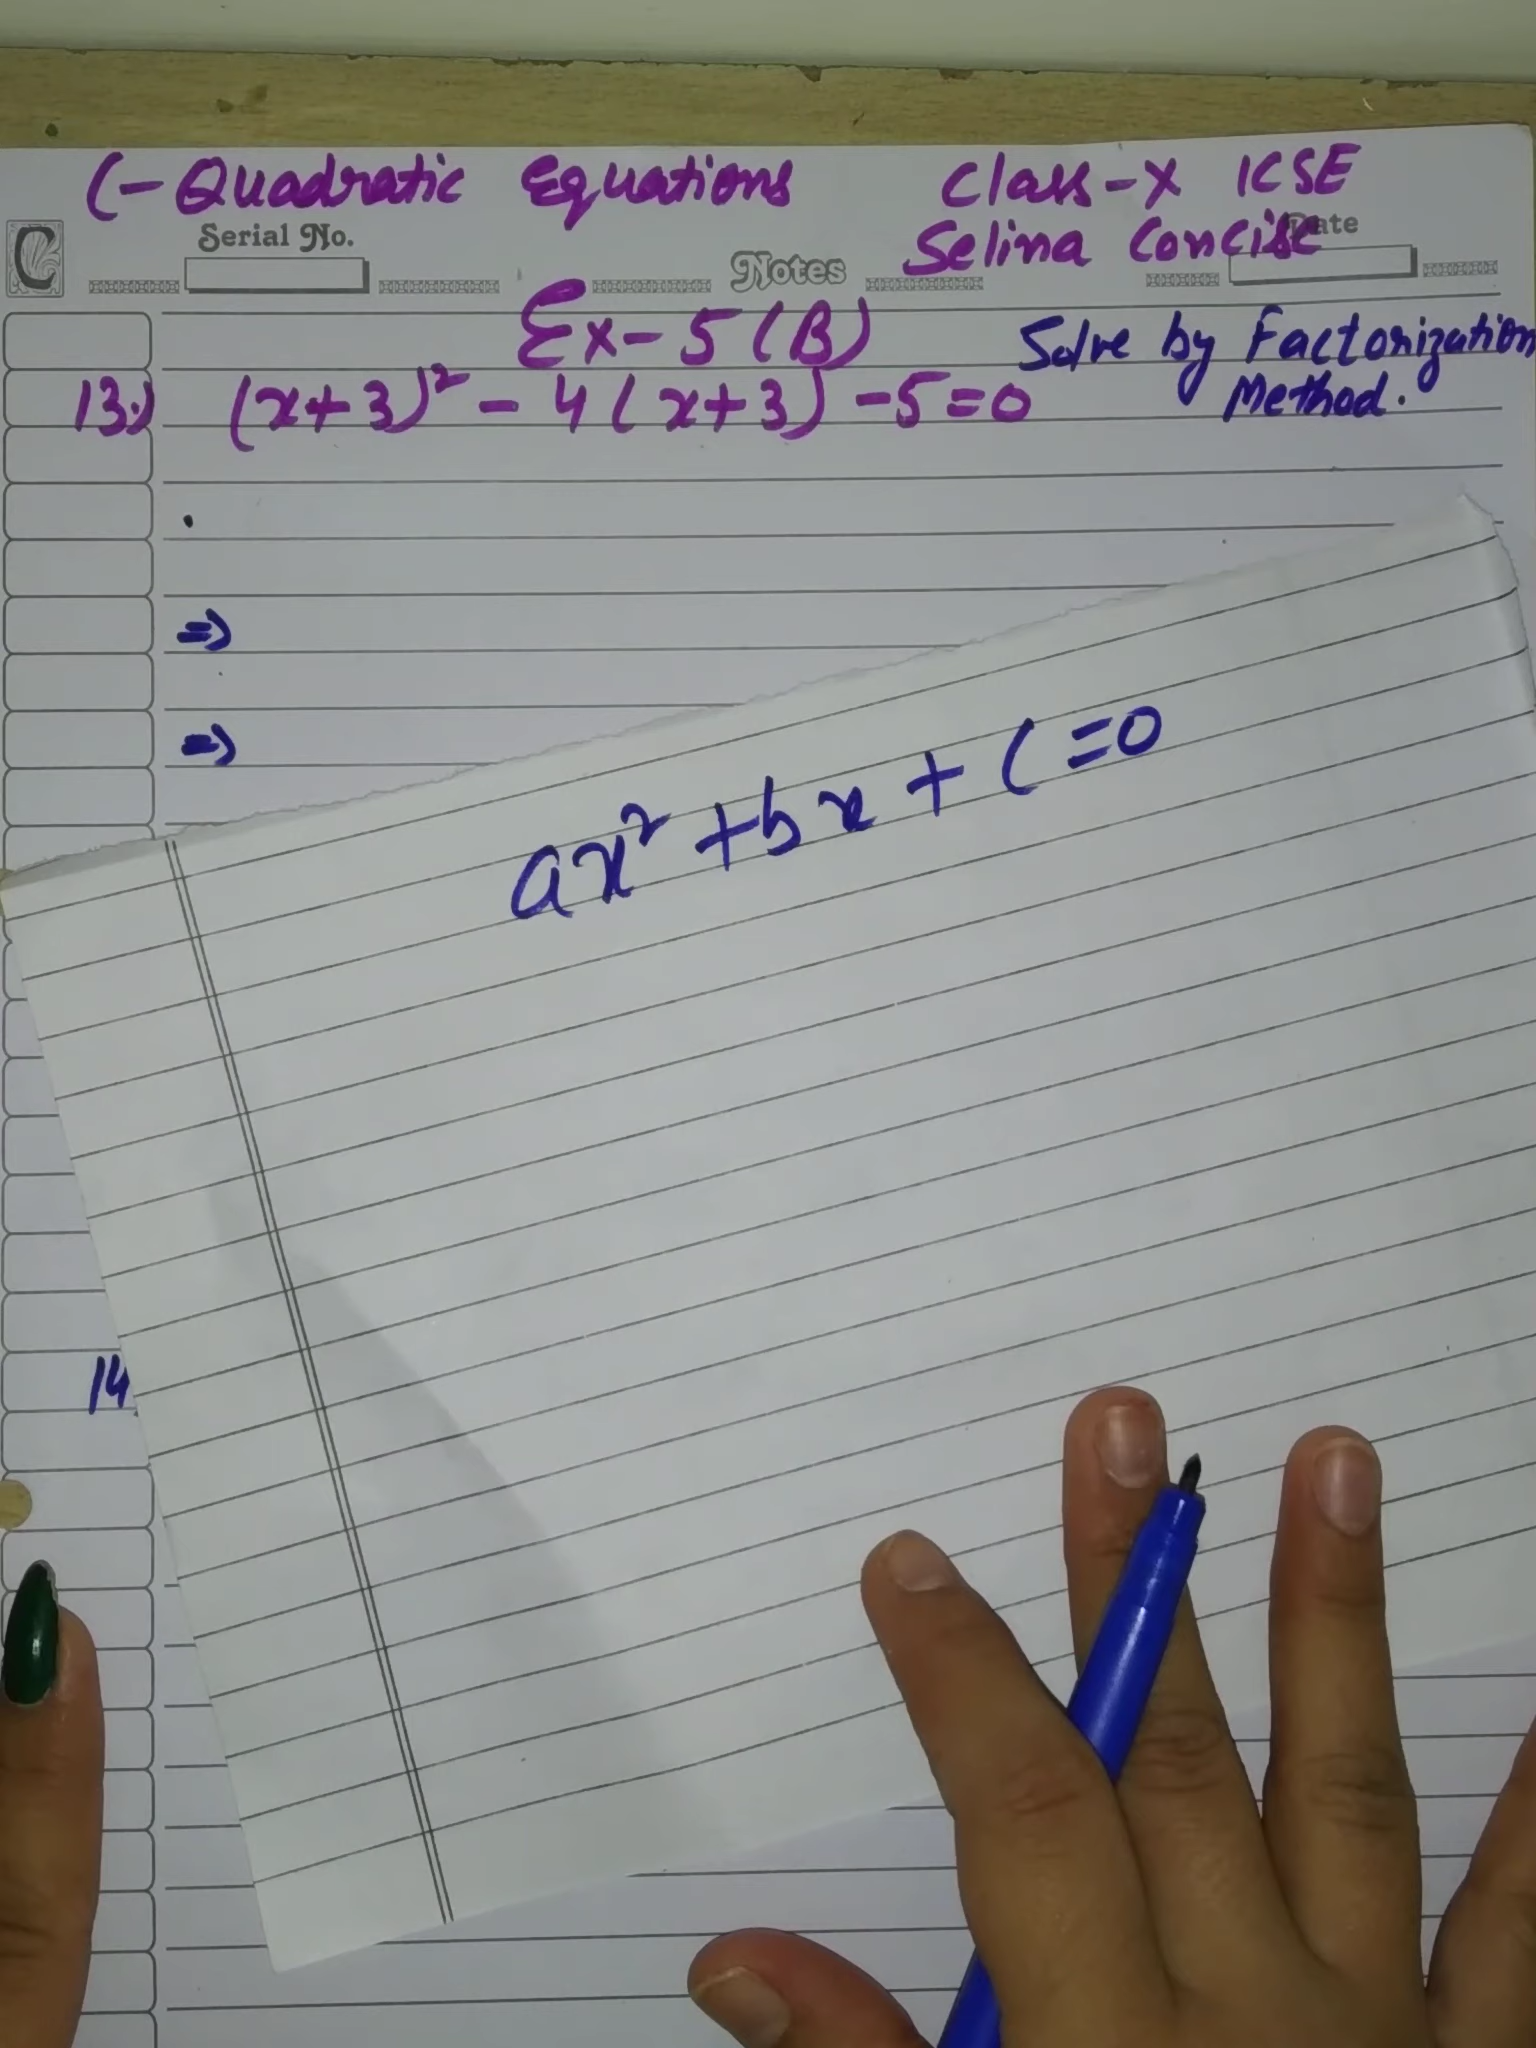 (- Quadratic Equations Class-X ICSE
Selina Concise
Serial No.
Notes
Date
C
Ex-5(B)
Solve by Factorization
Method.
13.) (x+3)² - 4(x+3) -5=0
⇒
⇒
ax² +bx + C =0
14